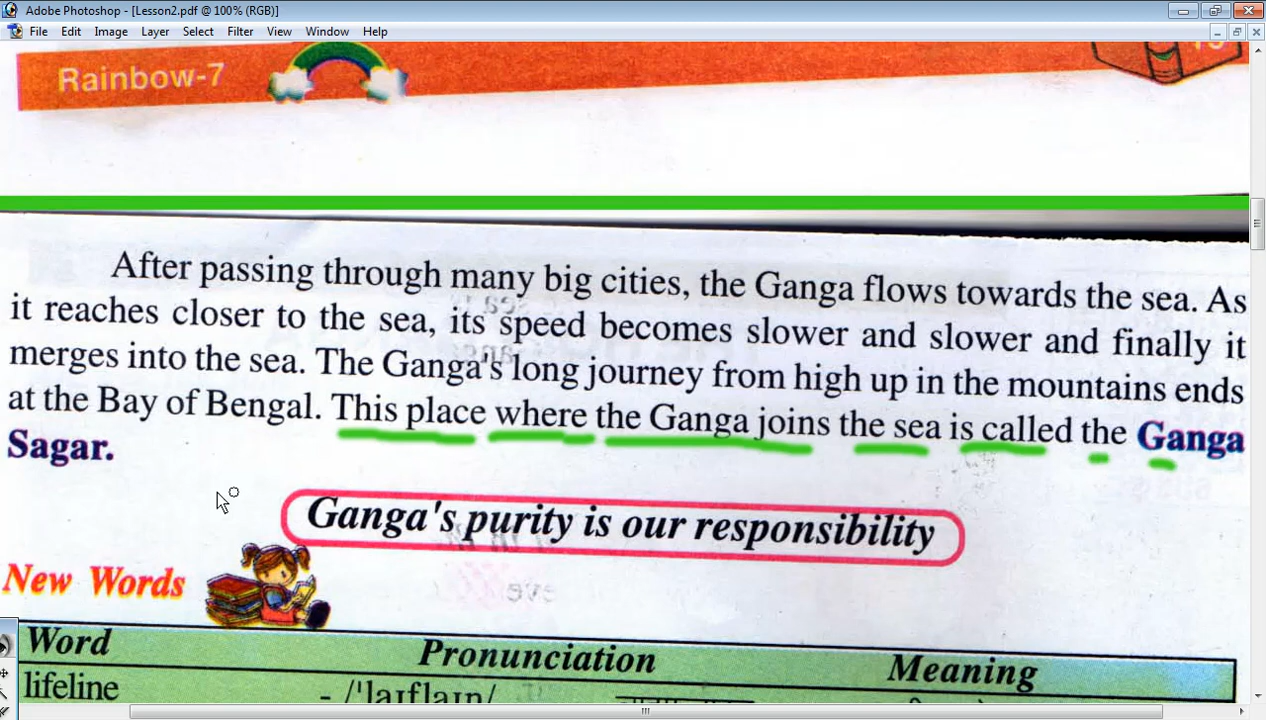 Adobe Photoshop - [Lesson2.pdf @ 100% (RGB)]
File Edit Image Layer Select Filter View Window Help
Rainbow-7
After passing through many big cities, the Ganga flows towards the sea. As
it reaches closer to the sea, its speed becomes slower and slower and finally it
merges into the sea. The Ganga's long journey from high up in the mountains ends
at the Bay of Bengal. This place where the Ganga joins the sea is called the Ganga
Sagar.
Ganga's purity is our responsibility
New Words
Word Pronunciation Meaning
lifeline - /'laɪflaɪn/